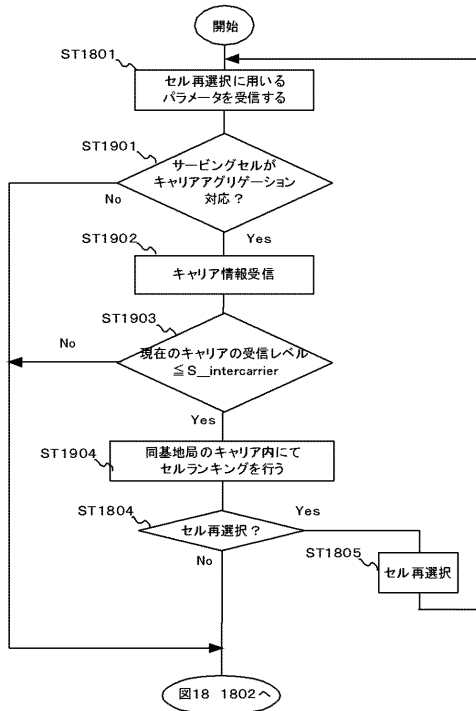 開始
ST1801
セル再選択に用いる
パラメータを受信する
ST1901
サービングセルが
キャリアアグリゲーション
対応？
No
Yes
ST1902
キャリア情報受信
ST1903
No
現在のキャリアの受信レベル
≦S_intercarrier
Yes
ST1904
同基地局のキャリア内にて
セルランキングを行う
ST1804
セル再選択？
Yes
No
ST1805
セル再選択
図18 1802へ